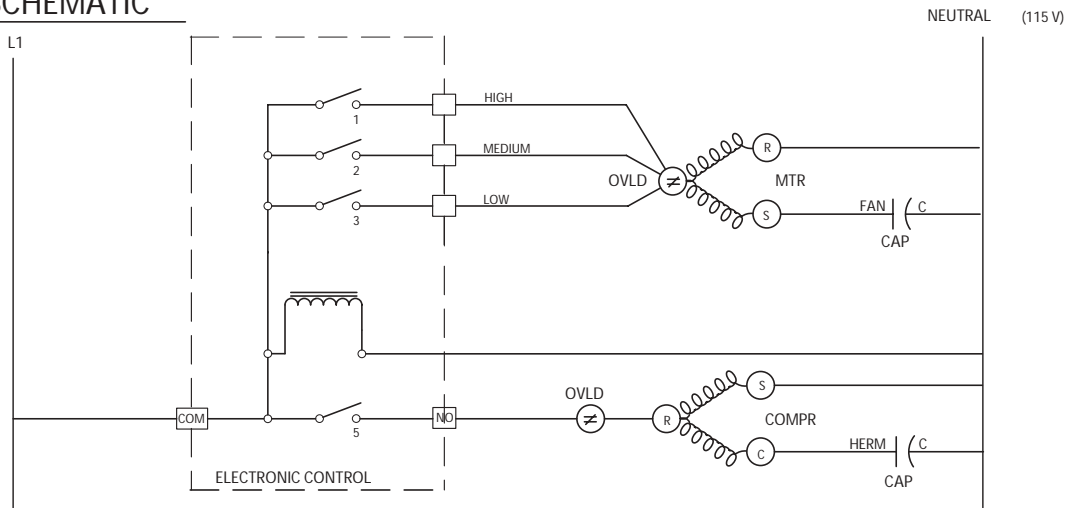 SCHEMATIC
NEUTRAL (115 V)
L1
HIGH
1
MEDIUM
2
OVLD
R
MTR
LOW
3
S
FAN
C
CAP
OVLD
S
COM
5
NO
R
COMPR
C
HERM
C
CAP
ELECTRONIC CONTROL